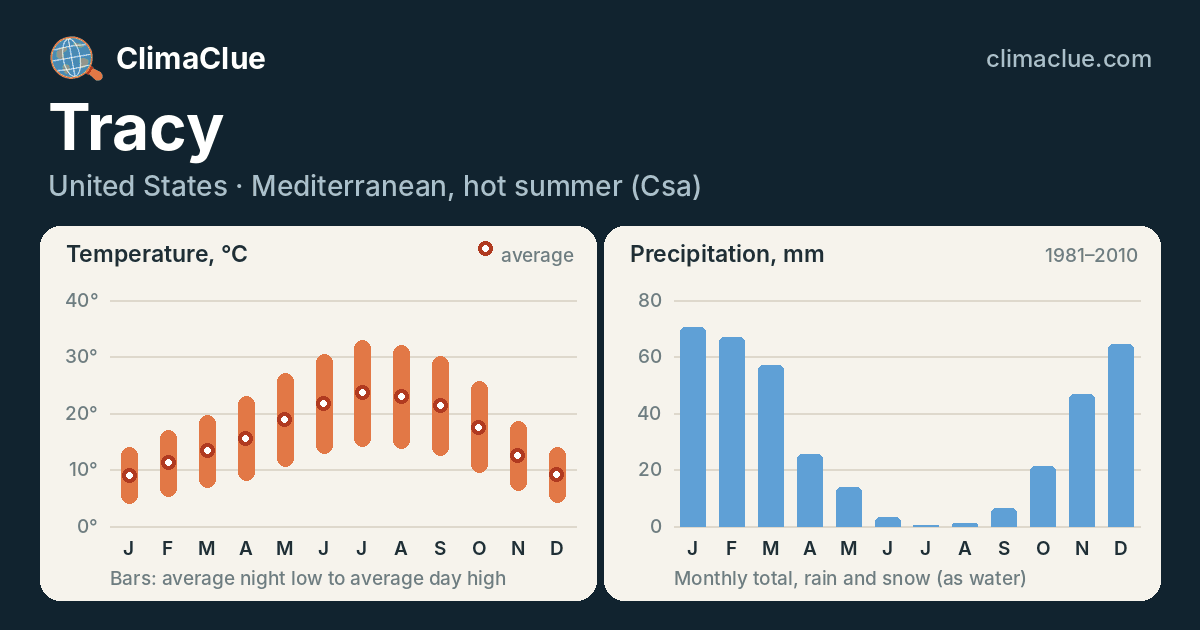 ClimaClue
climaclue.com
Tracy
United States · Mediterranean, hot summer (Csa)
Temperature, °C
average
40°
30°
20°
10°
0°
J F M A M J J A S O N D
Bars: average night low to average day high
Precipitation, mm
1981–2010
80
60
40
20
0
J F M A M J J A S O N D
Monthly total, rain and snow (as water)